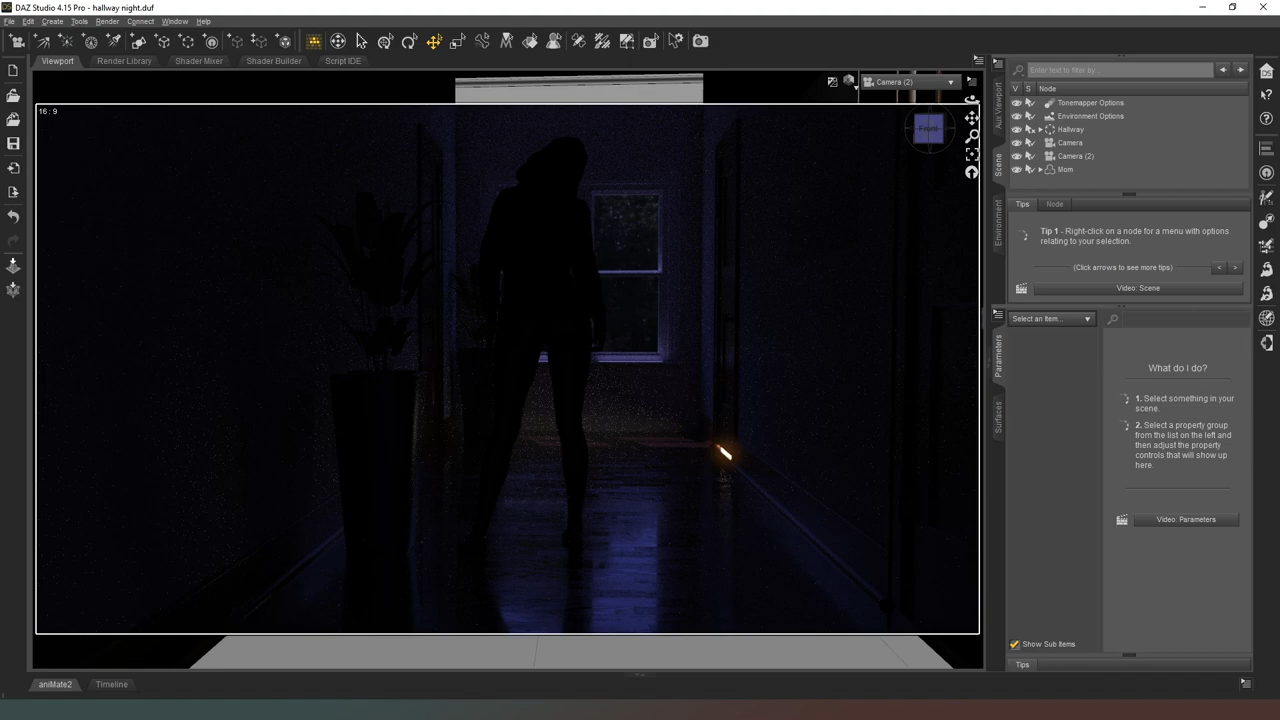 DAZ Studio 4.15 Pro - hallway night.duf
File Edit Create Tools Render Connect Window Help
Viewport Render Library Shader Mixer Shader Builder Script IDE
Camera (2)
16 : 9
Front
Aux Viewport
Scene
Environment
Enter text to filter by...
V S Node
Tonemapper Options
Environment Options
Hallway
Camera
Camera (2)
Mom
Tips Node
Tip 1 - Right-click on a node for a menu with options
relating to your selection.
(Click arrows to see more tips) < >
Video: Scene
Parameters
Surfaces
Select an Item...
What do I do?
1. Select something in your
scene.
2. Select a property group
from the list on the left and
then adjust the property
controls that will show up
here.
Video: Parameters
Show Sub Items
Tips
aniMate2 Timeline